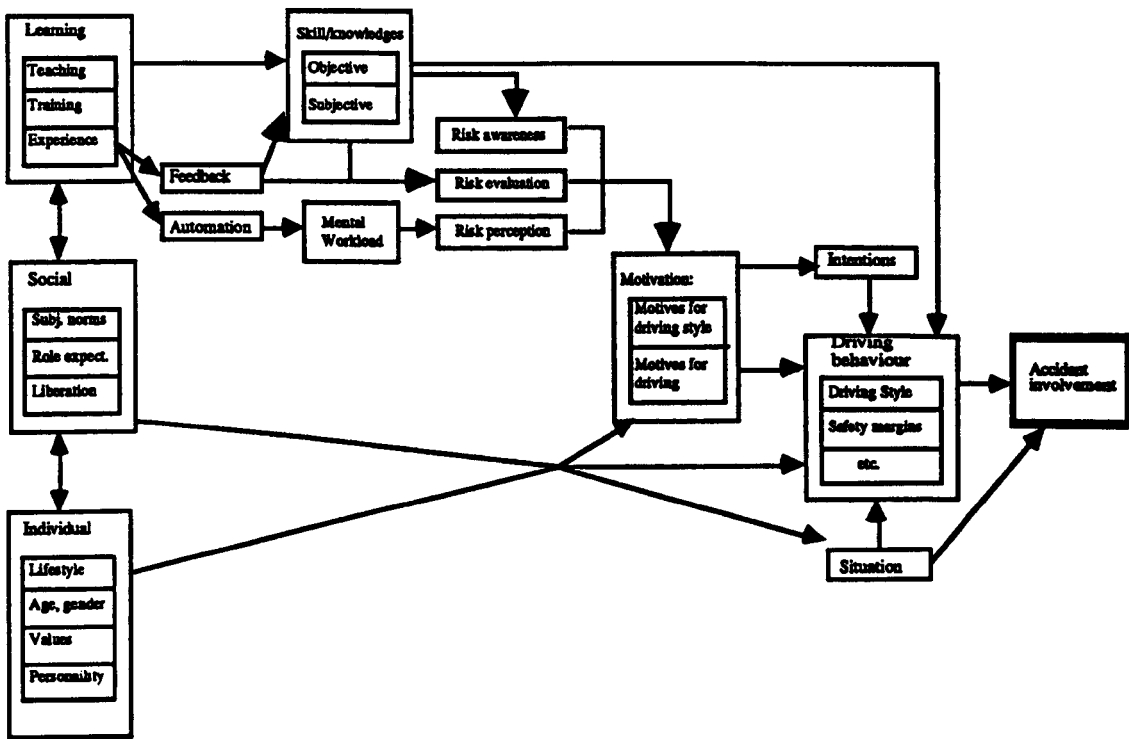 Learning
Teaching
Training
Experience
Skill/knowledges
Objective
Subjective
Feedback
Automation
Mental
Workload
Risk awareness
Risk evaluation
Risk perception
Social
Subj. norms
Role expect.
Liberation
Individual
Lifestyle
Age, gender
Values
Personality
Motivation:
Motives for
driving style
Motives for
driving
Intentions
Driving
behaviour
Driving Style
Safety margins
etc.
Situation
Accident
involvement